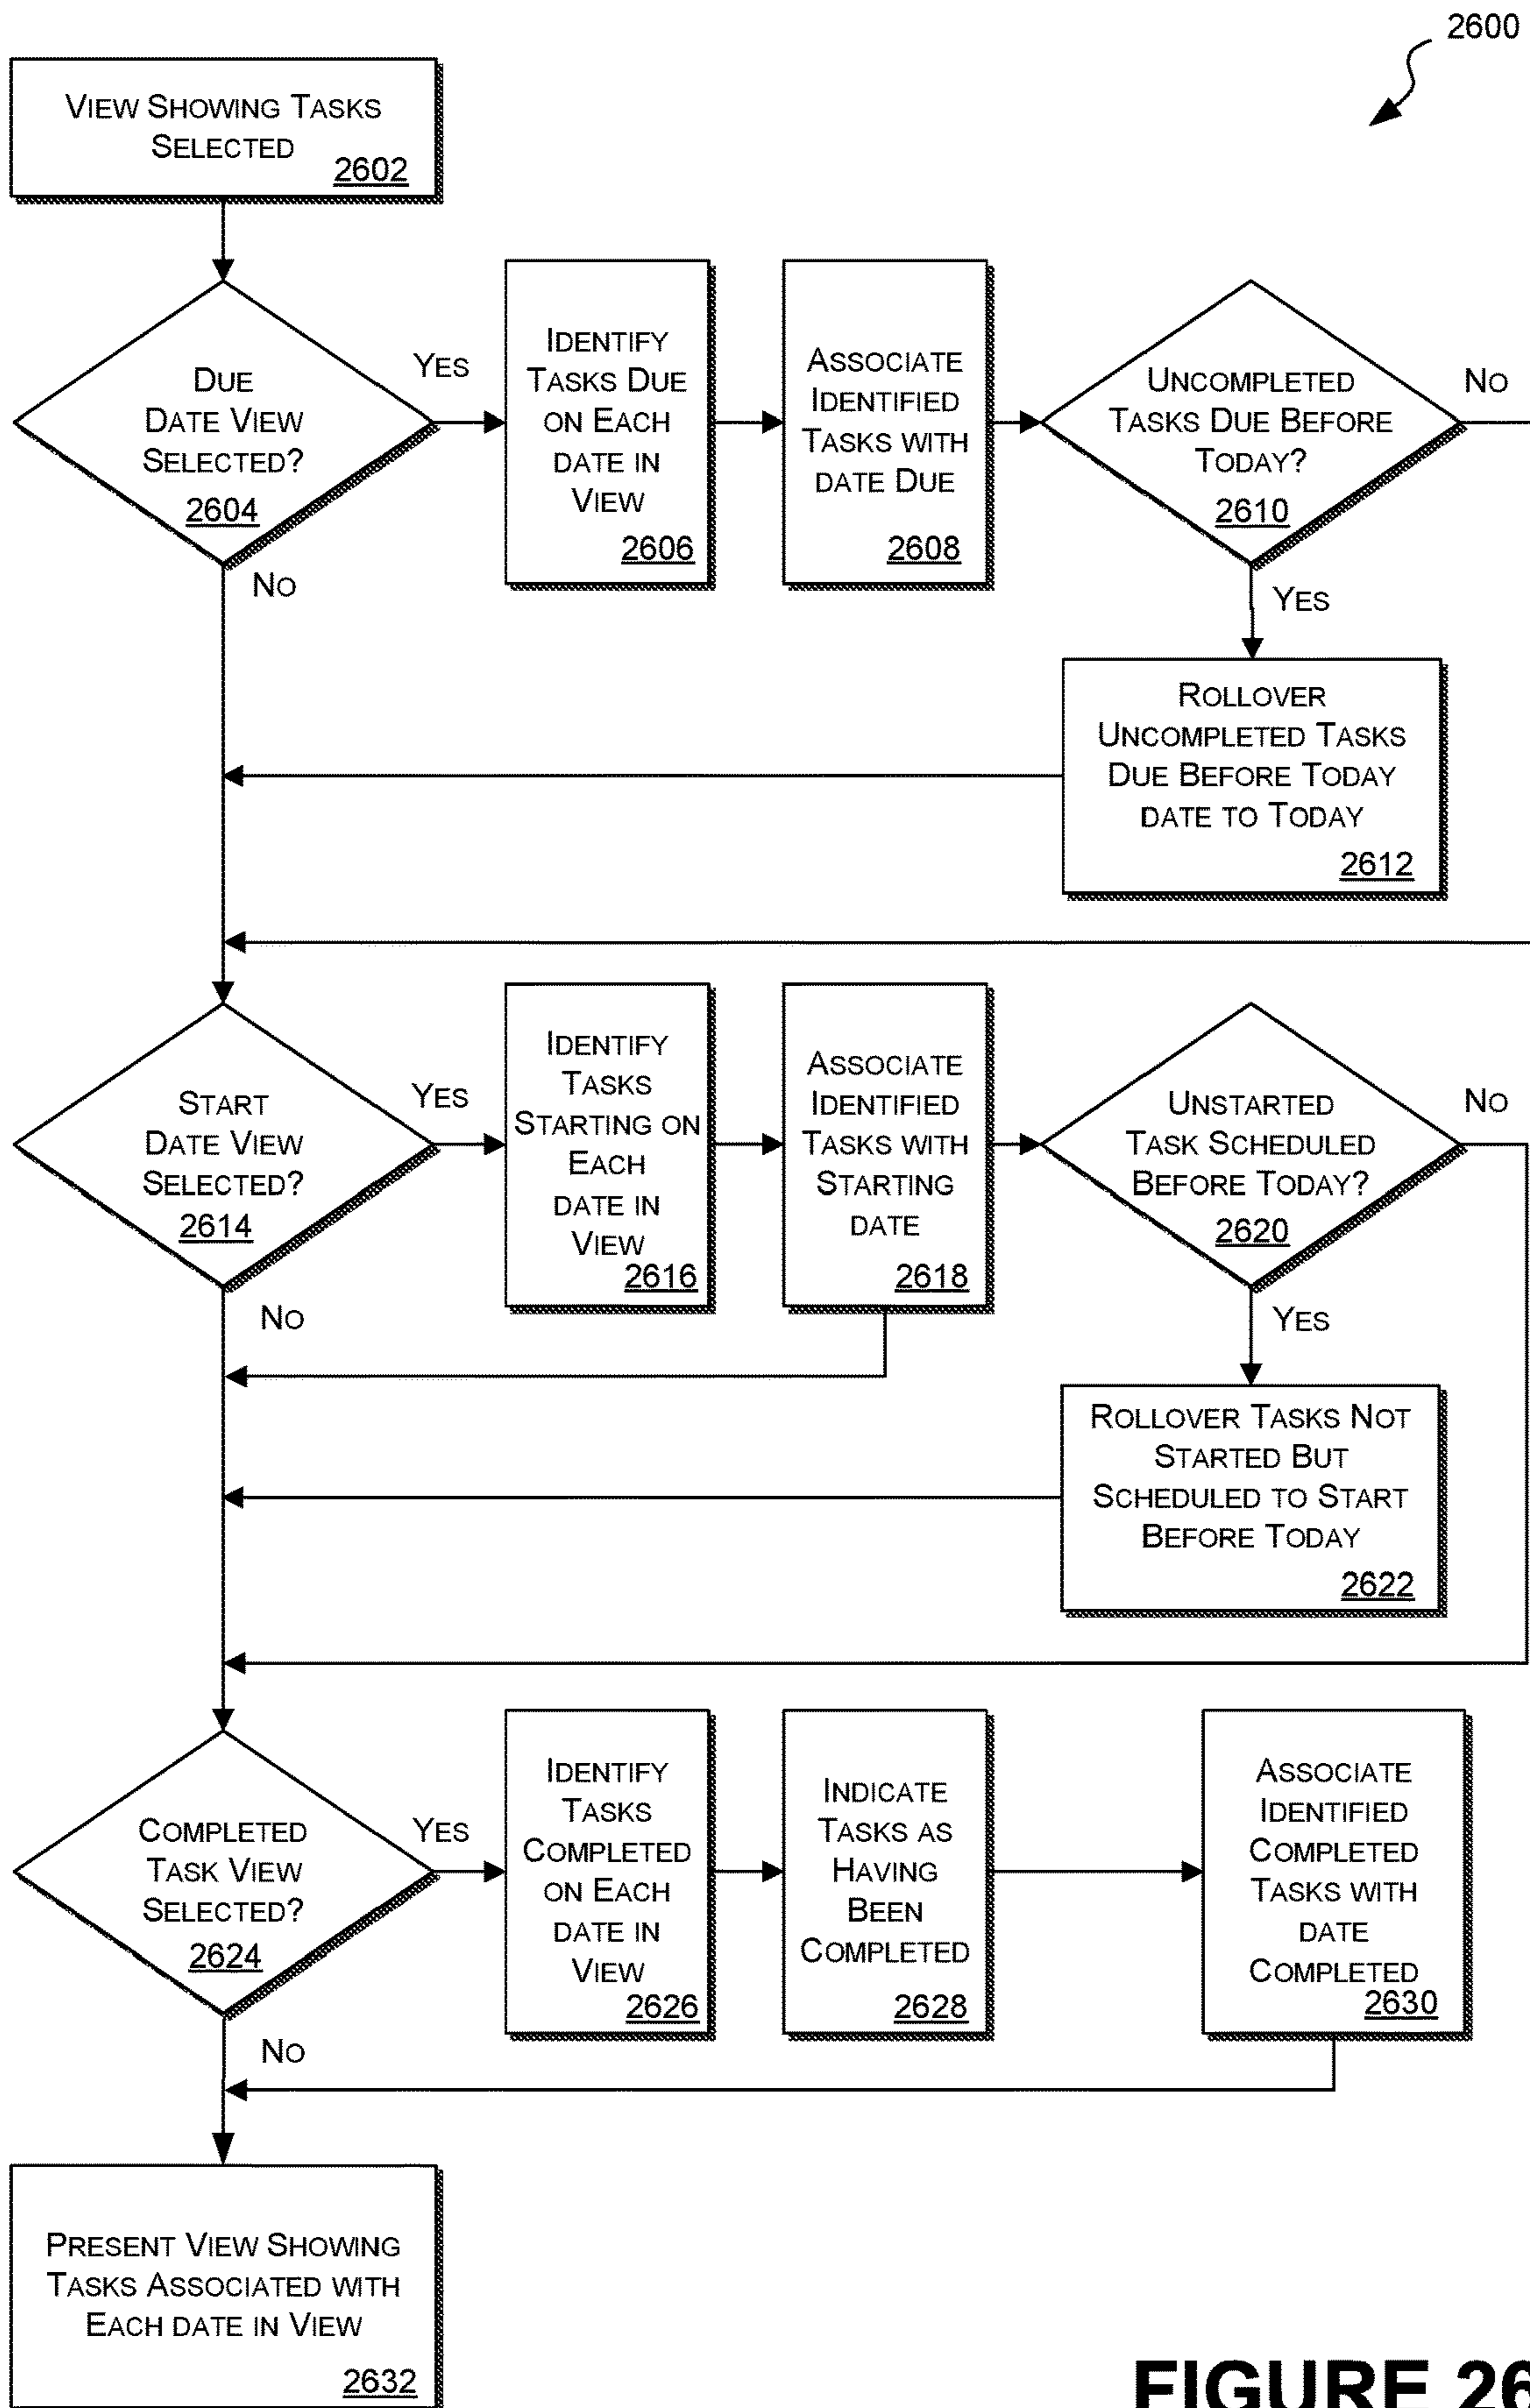 2600
VIEW SHOWING TASKS
SELECTED
2602
DUE
DATE VIEW
SELECTED?
2604
YES
NO
IDENTIFY
TASKS DUE
ON EACH
DATE IN
VIEW
2606
ASSOCIATE
IDENTIFIED
TASKS WITH
DATE DUE
2608
UNCOMPLETED
TASKS DUE BEFORE
TODAY?
2610
NO
YES
ROLLOVER
UNCOMPLETED TASKS
DUE BEFORE TODAY
DATE TO TODAY
2612
START
DATE VIEW
SELECTED?
2614
YES
NO
IDENTIFY
TASKS
STARTING ON
EACH
DATE IN
VIEW
2616
ASSOCIATE
IDENTIFIED
TASKS WITH
STARTING
DATE
2618
UNSTARTED
TASK SCHEDULED
BEFORE TODAY?
2620
NO
YES
ROLLOVER TASKS NOT
STARTED BUT
SCHEDULED TO START
BEFORE TODAY
2622
COMPLETED
TASK VIEW
SELECTED?
2624
YES
NO
IDENTIFY
TASKS
COMPLETED
ON EACH
DATE IN
VIEW
2626
INDICATE
TASKS AS
HAVING
BEEN
COMPLETED
2628
ASSOCIATE
IDENTIFIED
COMPLETED
TASKS WITH
DATE
COMPLETED
2630
PRESENT VIEW SHOWING
TASKS ASSOCIATED WITH
EACH DATE IN VIEW
2632
FIGURE 26